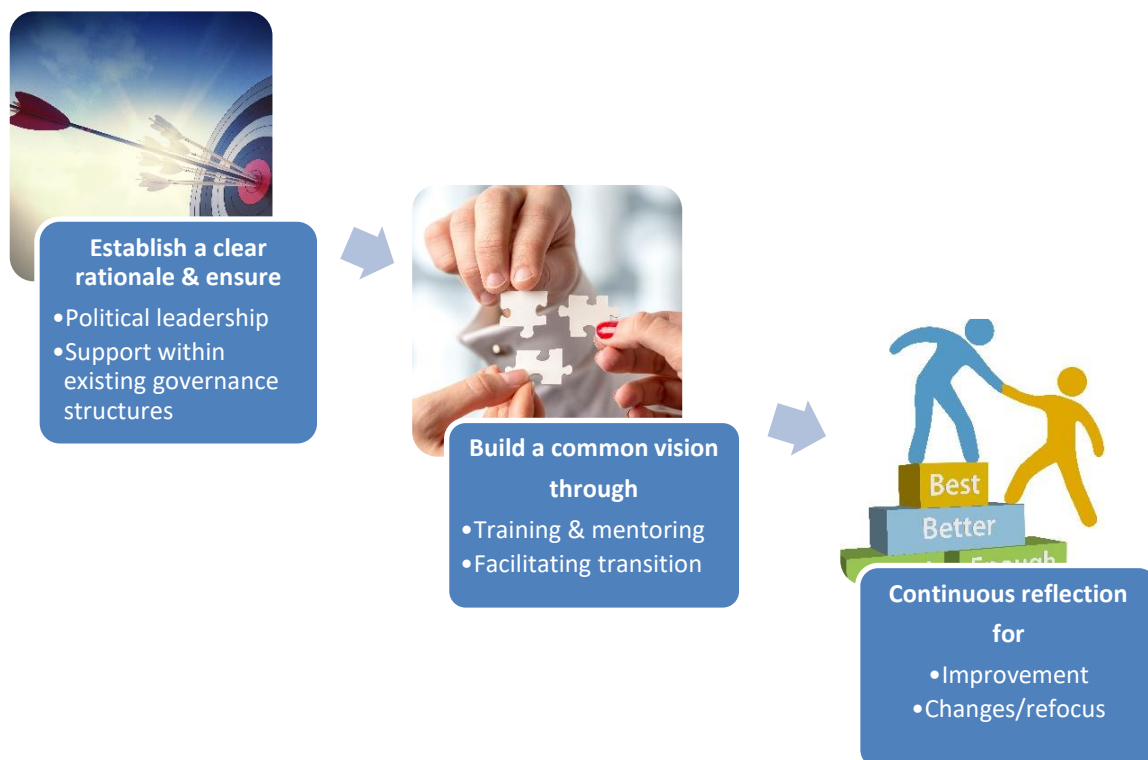 Establish a clear
rationale & ensure
•Political leadership
•Support within
existing governance
structures
Build a common vision
through
•Training & mentoring
•Facilitating transition
Best
Better
Enough
Continuous reflection
for
•Improvement
•Changes/refocus